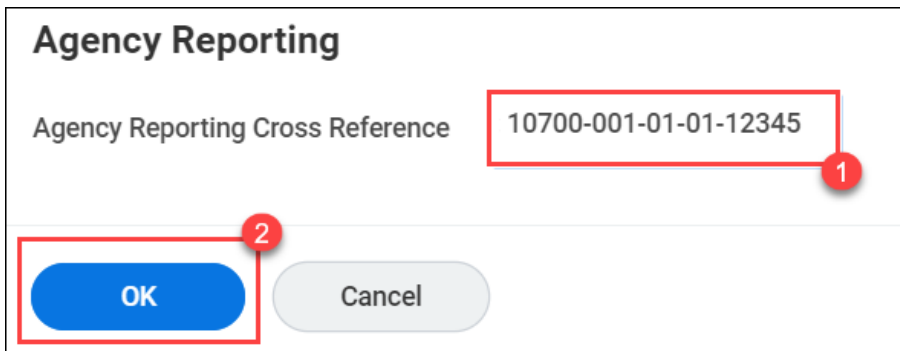 Agency Reporting
Agency Reporting Cross Reference 10700-001-01-01-12345
1
2
OK Cancel